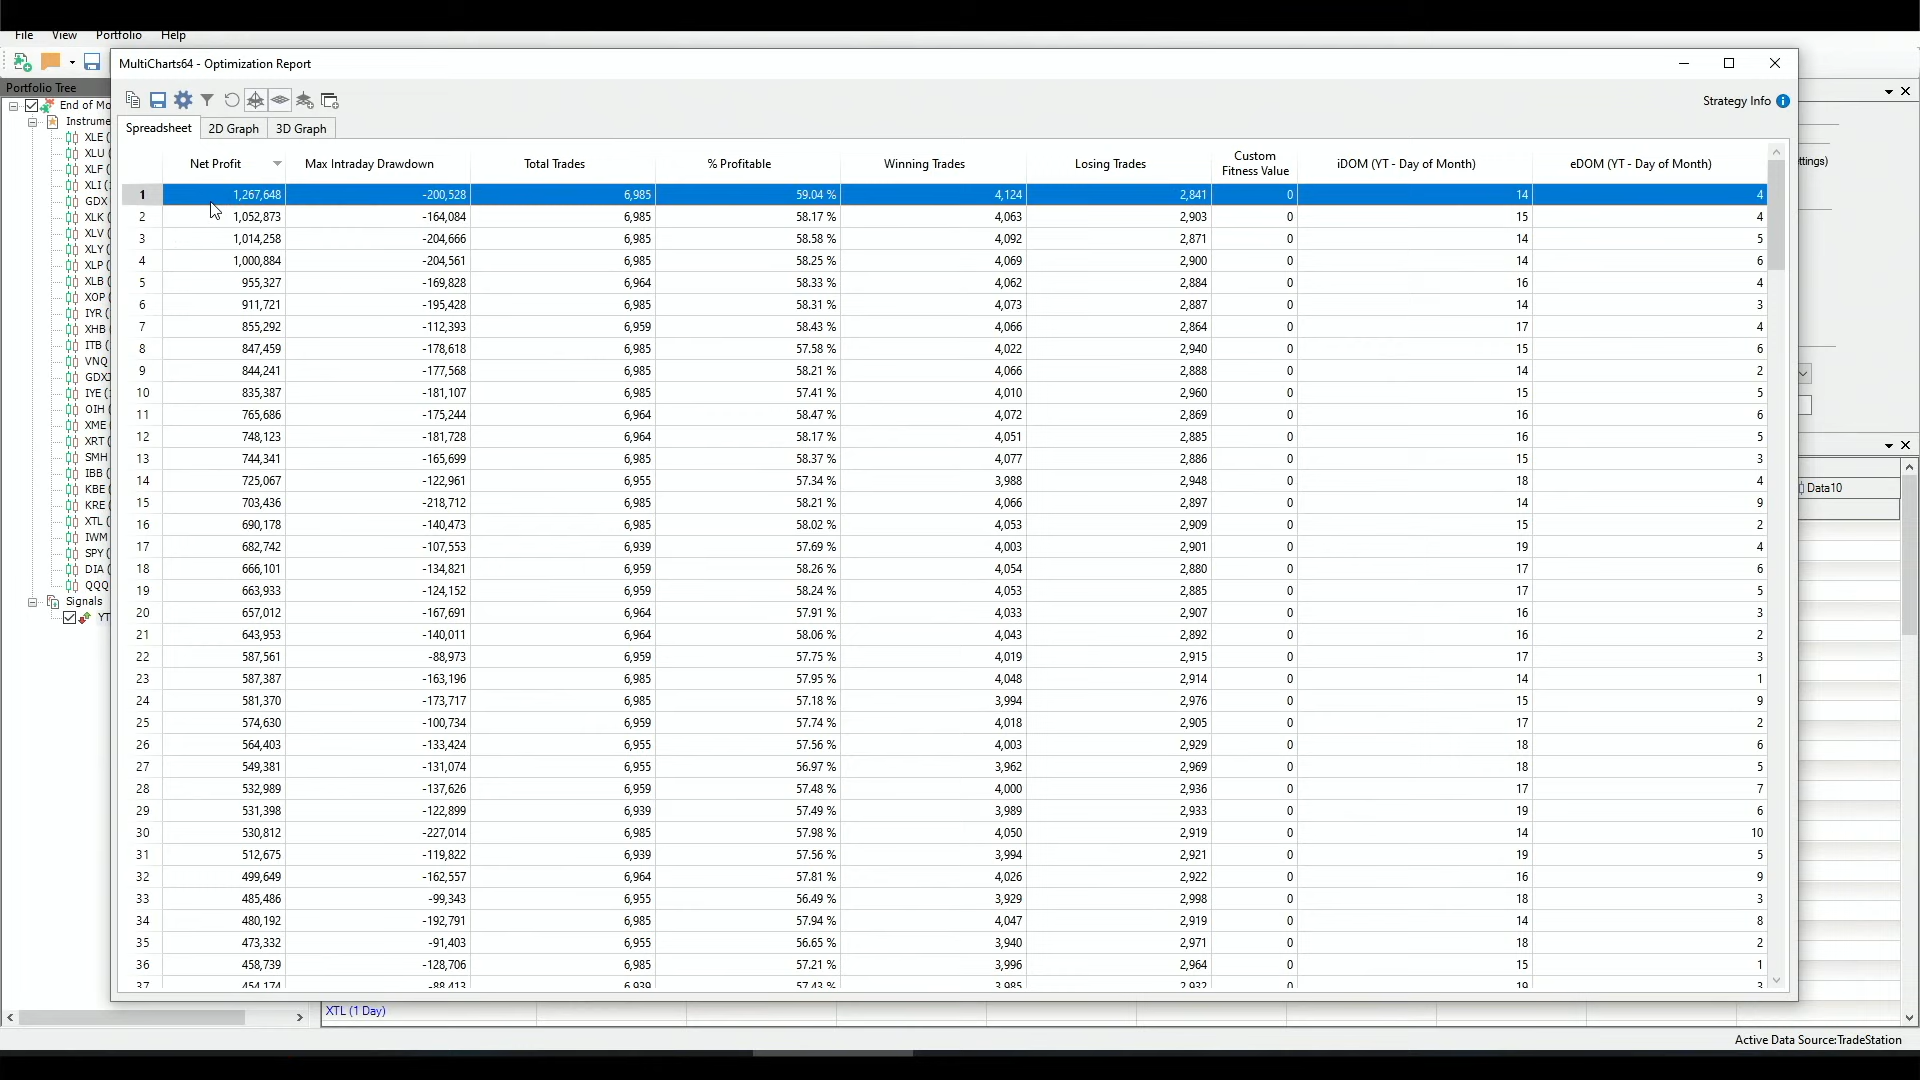 File View Portfolio Help
MultiCharts64 - Optimization Report
Portfolio Tree
Strategy Info
Spreadsheet 2D Graph 3D Graph
End of Mo
Instrume
XLE (
XLU (
XLF (
XLI (
GDX
XLK (
XLV (
XLY (
XLP (
XLB (
XOP (
IYR (
XHB (
ITB (
VNQ
GDXJ
IYE (
OIH (
XME (
XRT (
SMH
IBB (
KBE (
KRE (
XTL (
IWM
SPY (
DIA (
QQQ
Signals
YT
Net Profit Max Intraday Drawdown Total Trades % Profitable Winning Trades Losing Trades Custom Fitness Value iDOM (YT - Day of Month) eDOM (YT - Day of Month)
1 1,267,648 -200,528 6,985 59.04 % 4,124 2,841 0 14 4
2 1,052,873 -164,084 6,985 58.17 % 4,063 2,903 0 15 4
3 1,014,258 -204,666 6,985 58.58 % 4,092 2,871 0 14 5
4 1,000,884 -204,561 6,985 58.25 % 4,069 2,900 0 14 6
5 955,327 -169,828 6,964 58.33 % 4,062 2,884 0 16 4
6 911,721 -195,428 6,985 58.31 % 4,073 2,887 0 14 3
7 855,292 -112,393 6,959 58.43 % 4,066 2,864 0 17 4
8 847,459 -178,618 6,985 57.58 % 4,022 2,940 0 15 6
9 844,241 -177,568 6,985 58.21 % 4,066 2,888 0 14 2
10 835,387 -181,107 6,985 57.41 % 4,010 2,960 0 15 5
11 765,686 -175,244 6,964 58.47 % 4,072 2,869 0 16 6
12 748,123 -181,728 6,964 58.17 % 4,051 2,885 0 16 5
13 744,341 -165,699 6,985 58.37 % 4,077 2,886 0 15 3
14 725,067 -122,961 6,955 57.34 % 3,988 2,948 0 18 4
15 703,436 -218,712 6,985 58.21 % 4,066 2,897 0 14 9
16 690,178 -140,473 6,985 58.02 % 4,053 2,909 0 15 2
17 682,742 -107,553 6,939 57.69 % 4,003 2,901 0 19 4
18 666,101 -134,821 6,959 58.26 % 4,054 2,880 0 17 6
19 663,933 -124,152 6,959 58.24 % 4,053 2,885 0 17 5
20 657,012 -167,691 6,964 57.91 % 4,033 2,907 0 16 3
21 643,953 -140,011 6,964 58.06 % 4,043 2,892 0 16 2
22 587,561 -88,973 6,959 57.75 % 4,019 2,915 0 17 3
23 587,387 -163,196 6,985 57.95 % 4,048 2,914 0 14 1
24 581,370 -173,717 6,985 57.18 % 3,994 2,976 0 15 9
25 574,630 -100,734 6,959 57.74 % 4,018 2,905 0 17 2
26 564,403 -133,424 6,955 57.56 % 4,003 2,929 0 18 6
27 549,381 -131,074 6,955 56.97 % 3,962 2,969 0 18 5
28 532,989 -137,626 6,959 57.48 % 4,000 2,936 0 17 7
29 531,398 -122,899 6,939 57.49 % 3,989 2,933 0 19 6
30 530,812 -227,014 6,985 57.98 % 4,050 2,919 0 14 10
31 512,675 -119,822 6,939 57.56 % 3,994 2,921 0 19 5
32 499,649 -162,557 6,964 57.81 % 4,026 2,922 0 16 9
33 485,486 -99,343 6,955 56.49 % 3,929 2,998 0 18 3
34 480,192 -192,791 6,985 57.94 % 4,047 2,919 0 14 8
35 473,332 -91,403 6,955 56.65 % 3,940 2,971 0 18 2
36 458,739 -128,706 6,985 57.21 % 3,996 2,964 0 15 1
37 454,174 -88,413 6,939 57.43 % 3,985 2,932 0 19 3
ttings)
Data10
XTL (1 Day)
Active Data Source:TradeStation